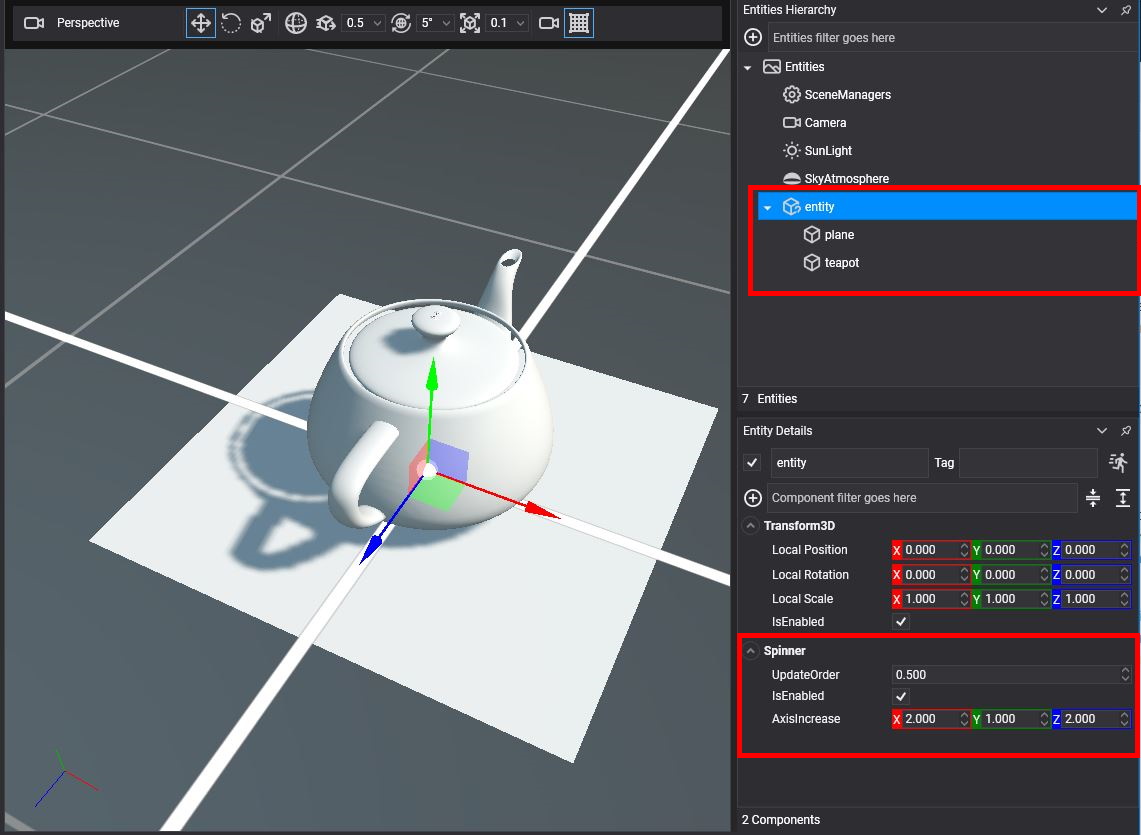 Perspective
0.5
5°
0.1
Entities Hierarchy
Entities filter goes here
Entities
SceneManagers
Camera
SunLight
SkyAtmosphere
entity
plane
teapot
7 Entities
Entity Details
entity Tag
Component filter goes here
Transform3D
Local Position X 0.000 Y 0.000 Z 0.000
Local Rotation X 0.000 Y 0.000 Z 0.000
Local Scale X 1.000 Y 1.000 Z 1.000
IsEnabled
Spinner
UpdateOrder 0.500
IsEnabled
AxisIncrease X 2.000 Y 1.000 Z 2.000
2 Components